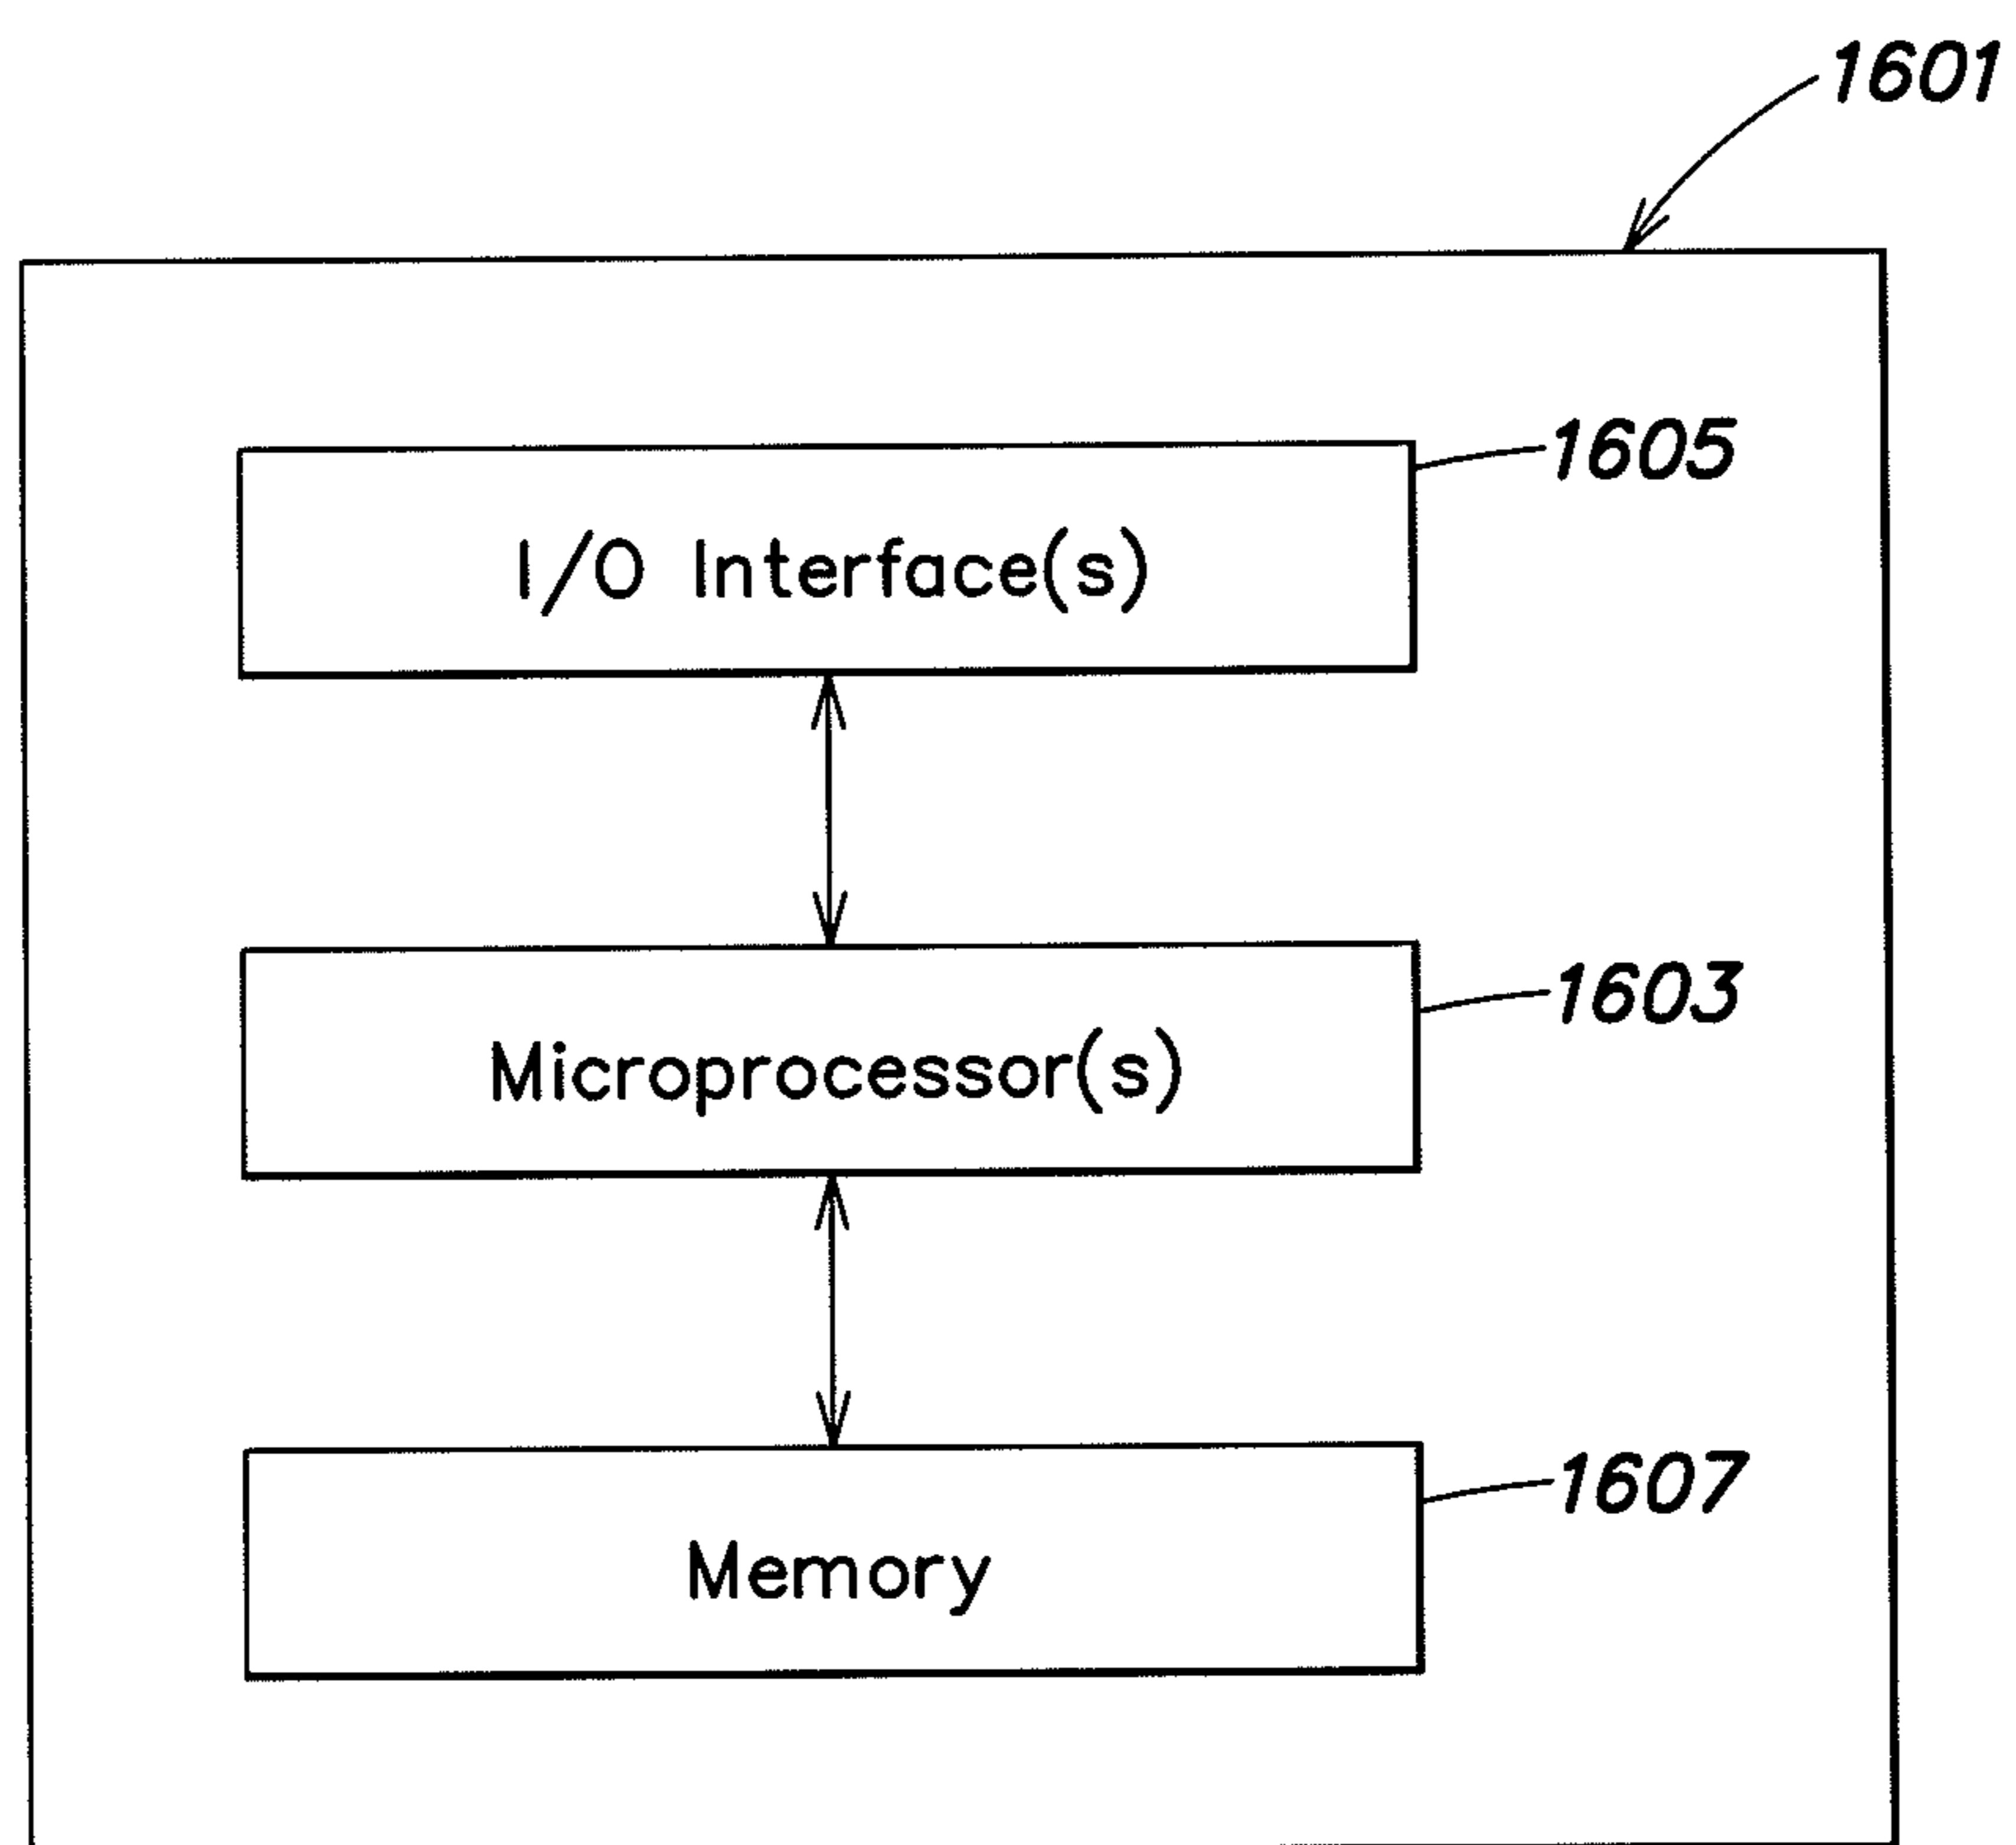 1601
1605
I/O Interface(s)
1603
Microprocessor(s)
1607
Memory